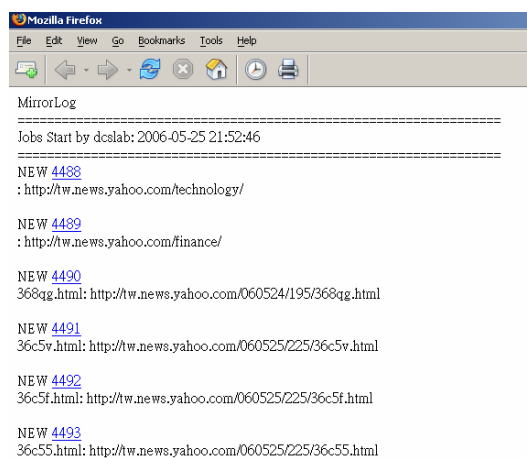 Mozilla Firefox
File Edit View Go Bookmarks Tools Help
MirrorLog
====================================================================
Jobs Start by dcslab: 2006-05-25 21:52:46
====================================================================
NEW 4488
: http://tw.news.yahoo.com/technology/
NEW 4489
: http://tw.news.yahoo.com/finance/
NEW 4490
368qg.html: http://tw.news.yahoo.com/060524/195/368qg.html
NEW 4491
36c5v.html: http://tw.news.yahoo.com/060525/225/36c5v.html
NEW 4492
36c5f.html: http://tw.news.yahoo.com/060525/225/36c5f.html
NEW 4493
36c55.html: http://tw.news.yahoo.com/060525/225/36c55.html